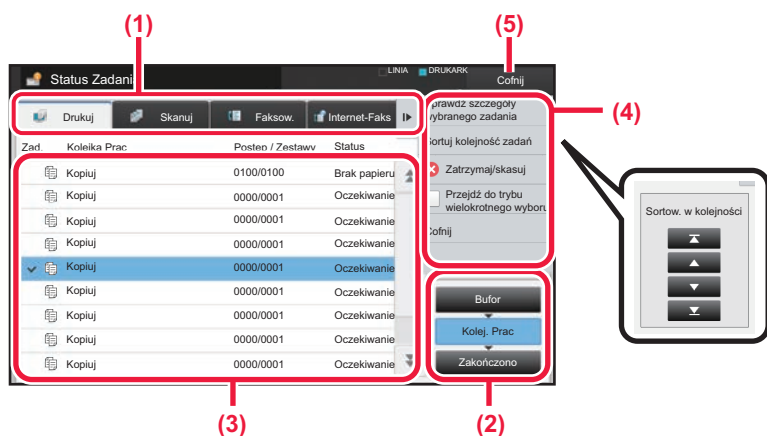 (1)
(5)
Status Zadani
LINIA
DRUKARK
Cofnij
Drukuj
Skanuj
Faksow.
Internet-Faks
prawdź szczegóły
wybranego zadania
(4)
Zad.
Kolejka Prac
Postęp / Zestawy
Status
Sortuj kolejność zadań
Kopiuj 0100/0100 Brak papieru
Zatrzymaj/skasuj
Kopiuj 0000/0001 Oczekiwanie
Przejdź do trybu
wielokrotnego wyboru
Kopiuj 0000/0001 Oczekiwanie
Cofnij
Kopiuj 0000/0001 Oczekiwanie
Kopiuj 0000/0001 Oczekiwanie
Kopiuj 0000/0001 Oczekiwanie
Kopiuj 0000/0001 Oczekiwanie
Kopiuj 0000/0001 Oczekiwanie
Kopiuj 0000/0001 Oczekiwanie
Bufor
Kolej. Prac
Zakończono
Sortow. w kolejności
(3)
(2)